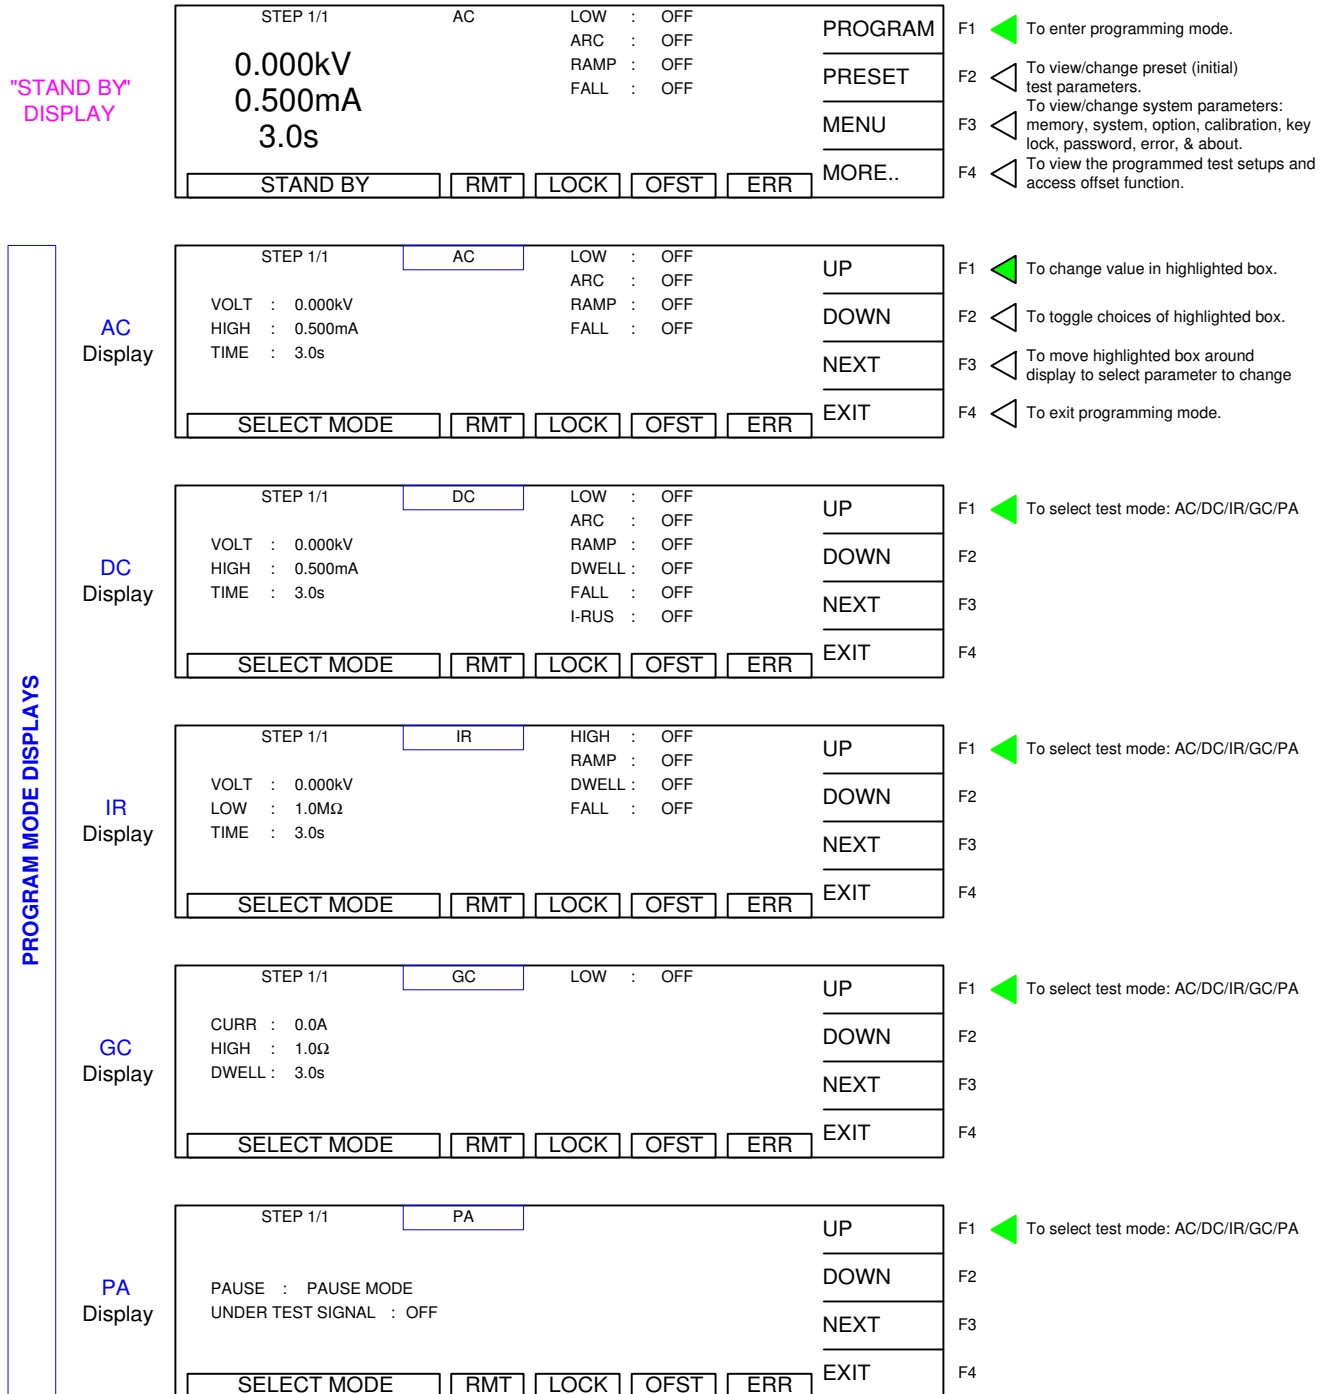 "STAND BY"
DISPLAY
STEP 1/1 AC LOW : OFF
ARC : OFF
RAMP : OFF
FALL : OFF
0.000kV
0.500mA
3.0s
STAND BY RMT LOCK OFST ERR
PROGRAM F1 To enter programming mode.
PRESET F2 To view/change preset (initial)
test parameters.
MENU F3 To view/change system parameters:
memory, system, option, calibration, key
lock, password, error, & about.
MORE.. F4 To view the programmed test setups and
access offset function.
PROGRAM MODE DISPLAYS
AC
Display
STEP 1/1 AC LOW : OFF
ARC : OFF
VOLT : 0.000kV RAMP : OFF
HIGH : 0.500mA FALL : OFF
TIME : 3.0s
SELECT MODE RMT LOCK OFST ERR
UP F1 To change value in highlighted box.
DOWN F2 To toggle choices of highlighted box.
NEXT F3 To move highlighted box around
display to select parameter to change
EXIT F4 To exit programming mode.
DC
Display
STEP 1/1 DC LOW : OFF
ARC : OFF
VOLT : 0.000kV RAMP : OFF
HIGH : 0.500mA DWELL : OFF
TIME : 3.0s FALL : OFF
I-RUS : OFF
SELECT MODE RMT LOCK OFST ERR
UP F1 To select test mode: AC/DC/IR/GC/PA
DOWN F2
NEXT F3
EXIT F4
IR
Display
STEP 1/1 IR HIGH : OFF
RAMP : OFF
VOLT : 0.000kV DWELL : OFF
LOW : 1.0MΩ FALL : OFF
TIME : 3.0s
SELECT MODE RMT LOCK OFST ERR
UP F1 To select test mode: AC/DC/IR/GC/PA
DOWN F2
NEXT F3
EXIT F4
GC
Display
STEP 1/1 GC LOW : OFF
CURR : 0.0A
HIGH : 1.0Ω
DWELL : 3.0s
SELECT MODE RMT LOCK OFST ERR
UP F1 To select test mode: AC/DC/IR/GC/PA
DOWN F2
NEXT F3
EXIT F4
PA
Display
STEP 1/1 PA
PAUSE : PAUSE MODE
UNDER TEST SIGNAL : OFF
SELECT MODE RMT LOCK OFST ERR
UP F1 To select test mode: AC/DC/IR/GC/PA
DOWN F2
NEXT F3
EXIT F4